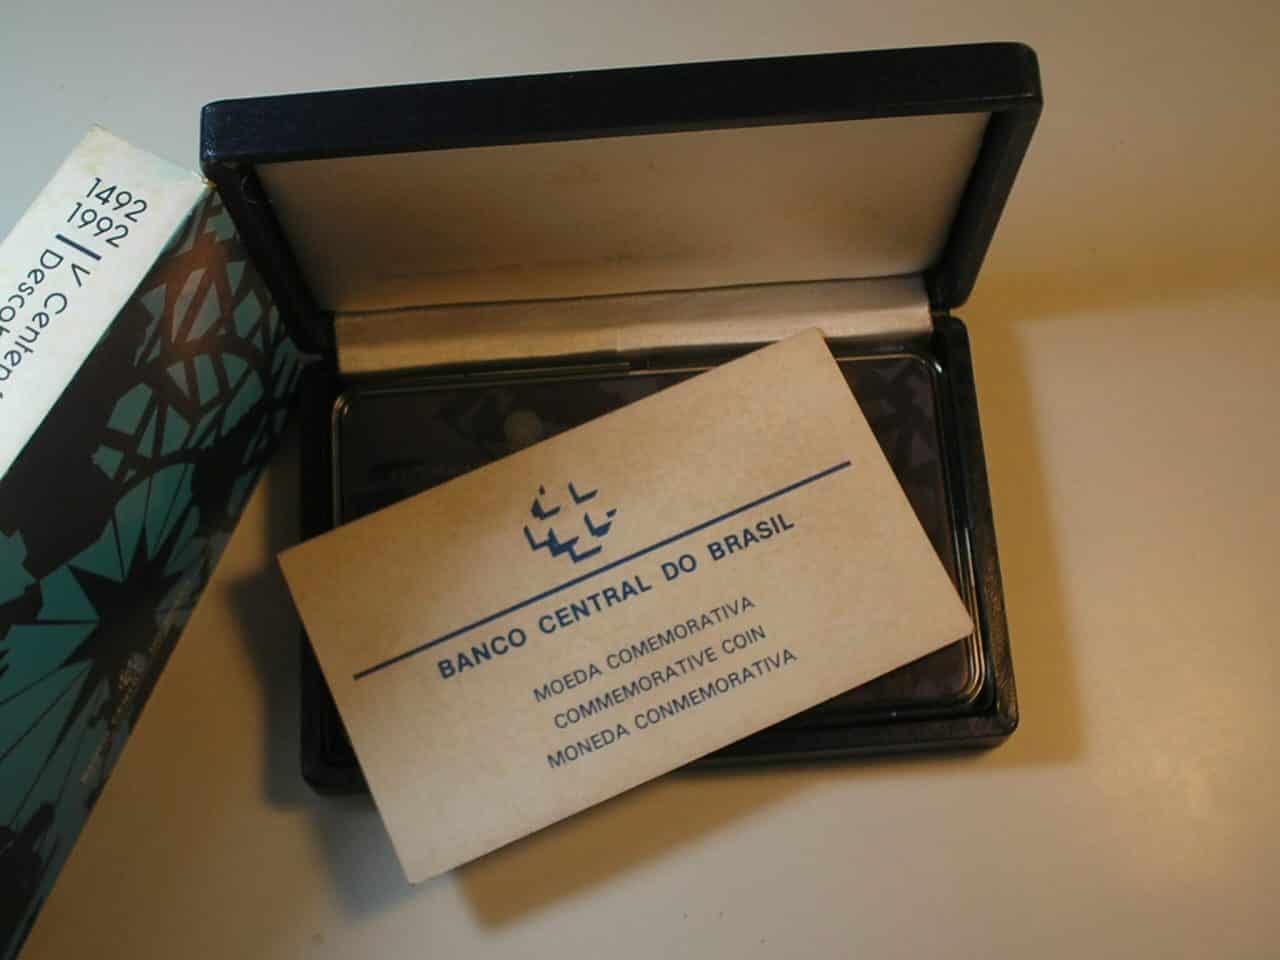 1492
1992
V Centen
Descob
BANCO CENTRAL DO BRASIL
MOEDA COMEMORATIVA
COMMEMORATIVE COIN
MONEDA CONMEMORATIVA